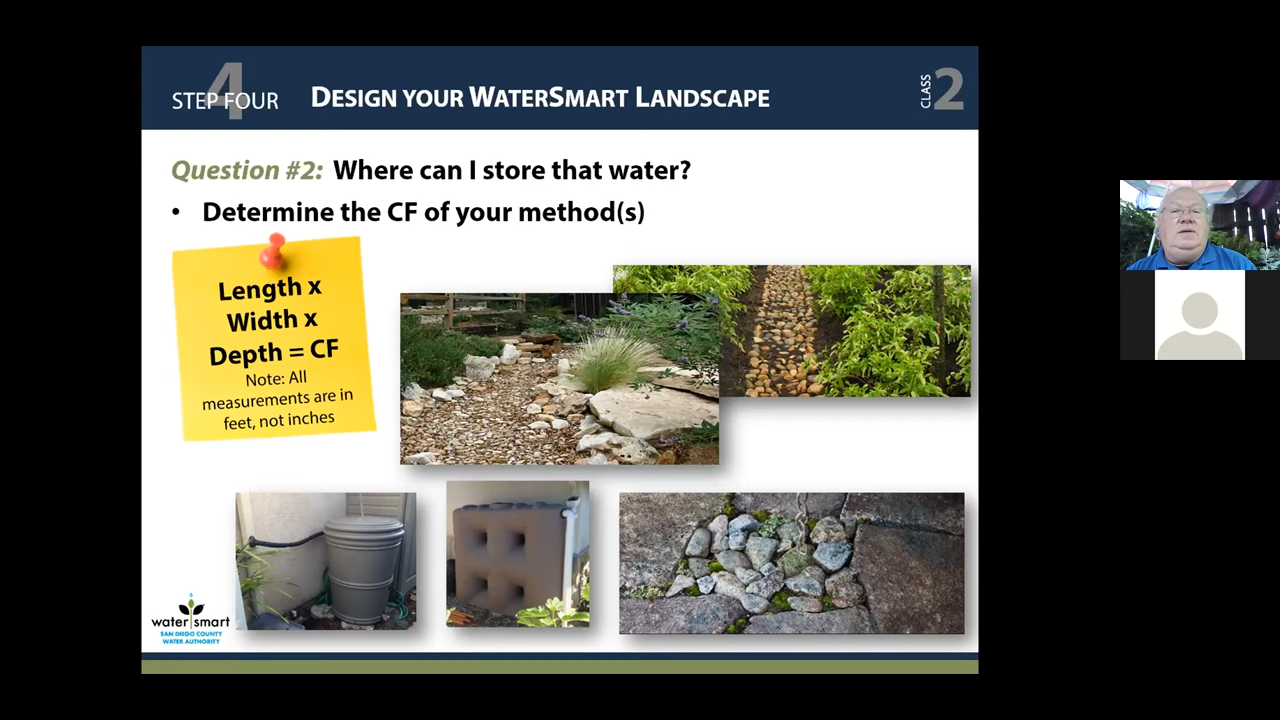 STEP FOUR
4
DESIGN YOUR WATERSMART LANDSCAPE
CLASS
2
Question #2: Where can I store that water?
• Determine the CF of your method(s)
Length x
Width x
Depth = CF
Note: All
measurements are in
feet, not inches
water smart
SAN DIEGO COUNTY
WATER AUTHORITY